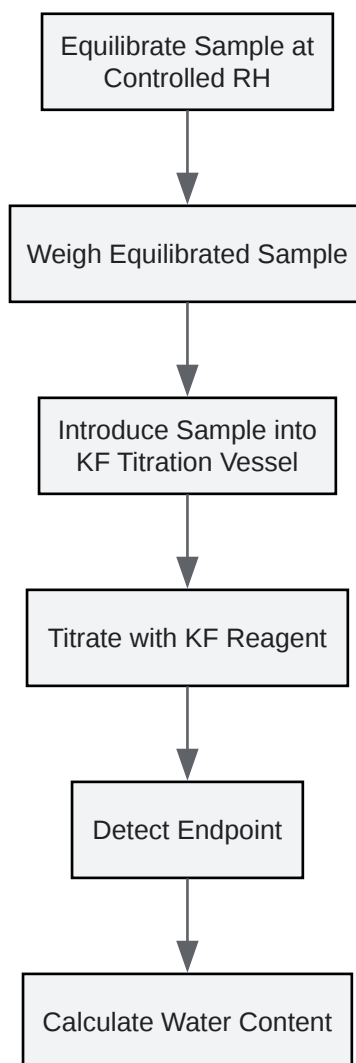 Equilibrate Sample at
Controlled RH
Weigh Equilibrated Sample
Introduce Sample into
KF Titration Vessel
Titrate with KF Reagent
Detect Endpoint
Calculate Water Content